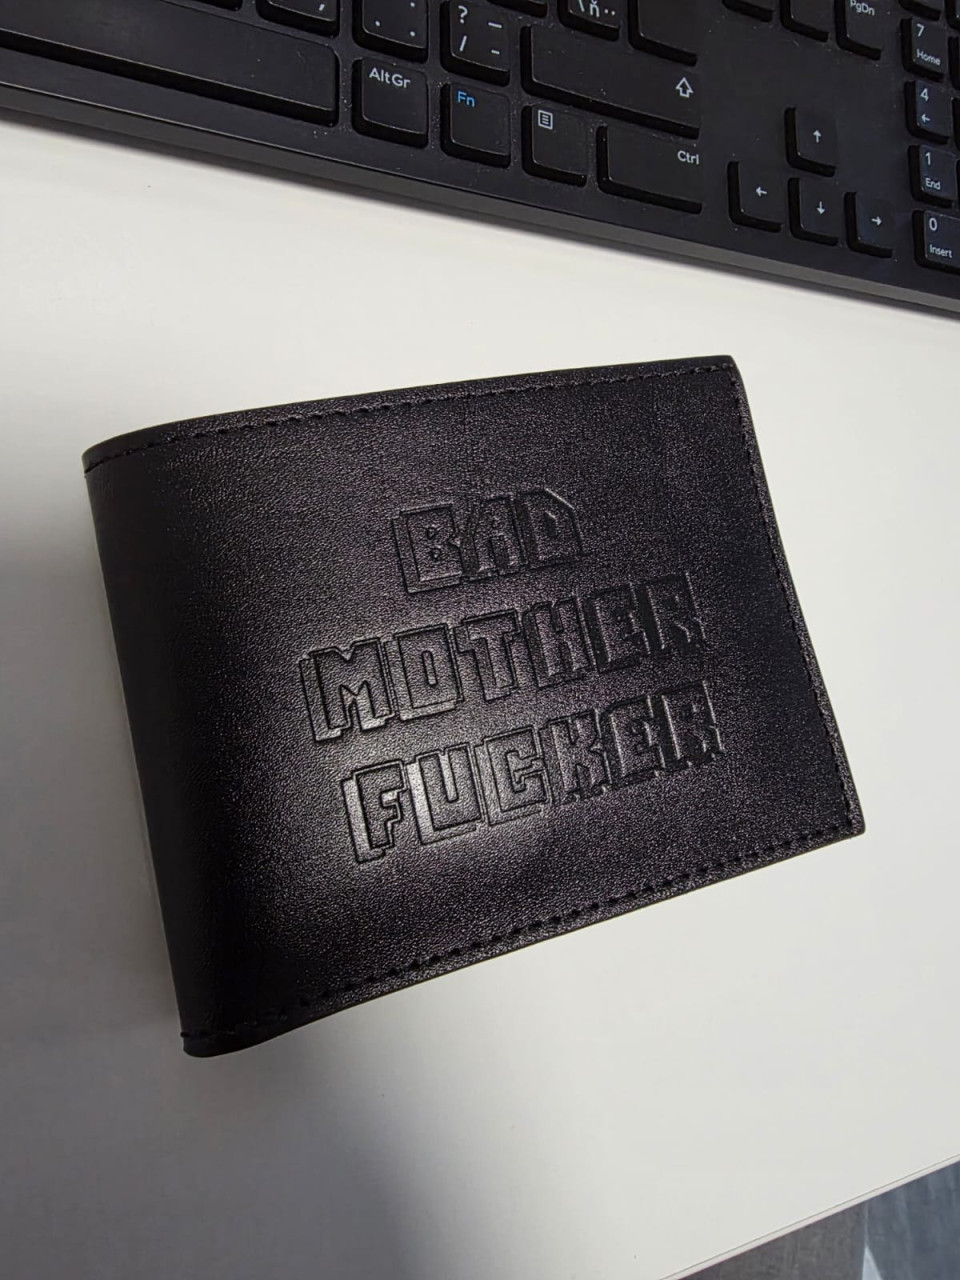 ? :
/ -
AltGr
Fn
Ctrl
PgDn
7
Home
4
←
1
End
0
Insert
↑
← ↓ →
BAD
MOTHER
FUCKER